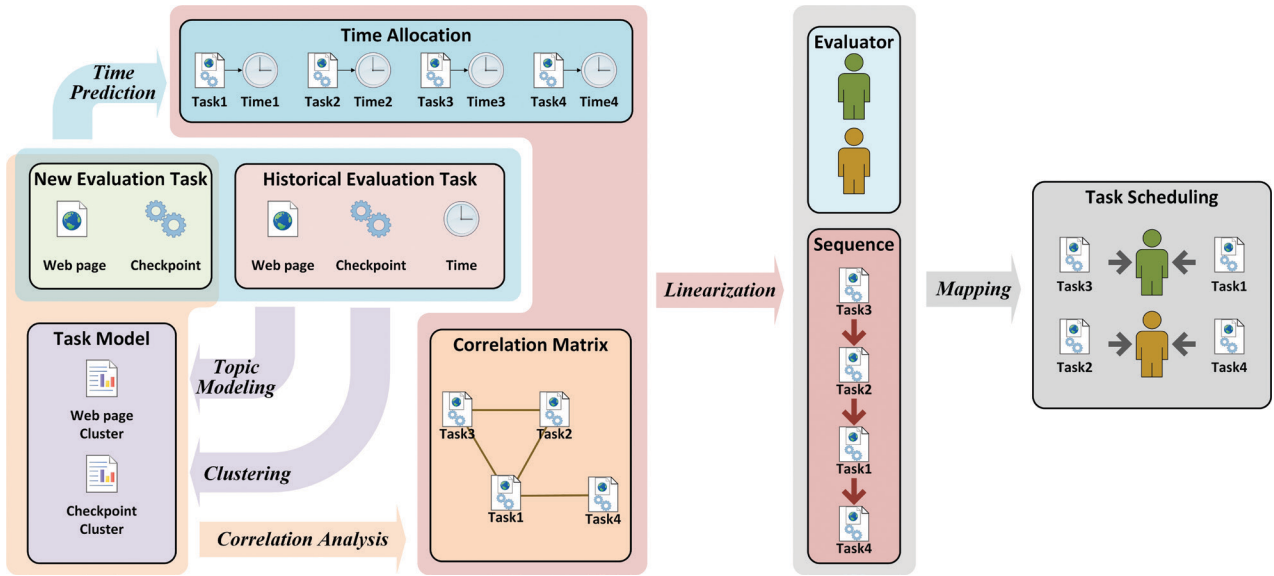 Time Allocation
Task1
Time1
Task2
Time2
Task3
Time3
Task4
Time4
Time
Prediction
New Evaluation Task
Web page
Checkpoint
Historical Evaluation Task
Web page
Checkpoint
Time
Task Model
Web page
Cluster
Checkpoint
Cluster
Topic
Modeling
Clustering
Correlation Analysis
Correlation Matrix
Task3
Task2
Task1
Task4
Linearization
Evaluator
Sequence
Task3
Task2
Task1
Task4
Mapping
Task Scheduling
Task3
Task1
Task2
Task4